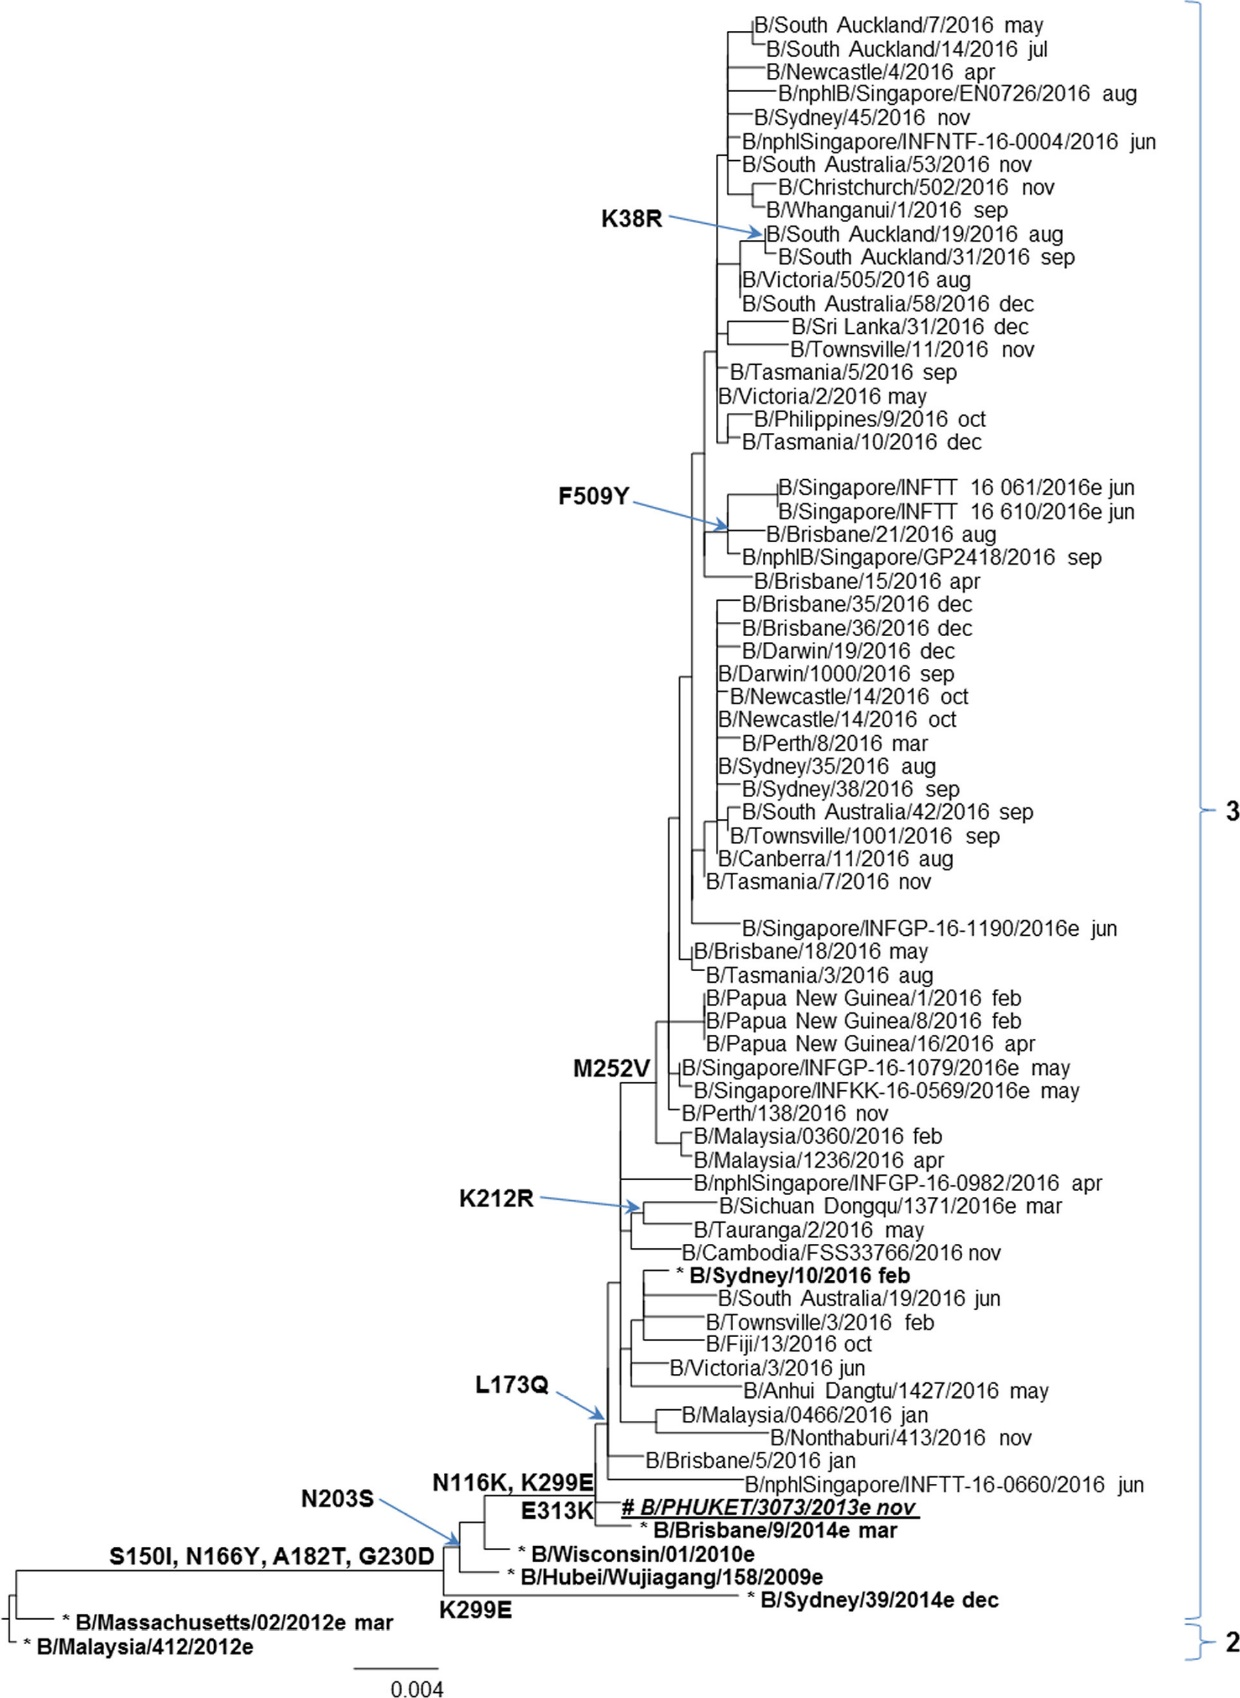 B/South Auckland/7/2016 may
B/South Auckland/14/2016 jul
B/Newcastle/4/2016 apr
B/nphlB/Singapore/EN0726/2016 aug
B/Sydney/45/2016 nov
B/nphlSingapore/INFNTF-16-0004/2016 jun
B/South Australia/53/2016 nov
B/Christchurch/502/2016 nov
B/Whanganui/1/2016 sep
K38R
B/South Auckland/19/2016 aug
B/South Auckland/31/2016 sep
B/Victoria/505/2016 aug
B/South Australia/58/2016 dec
B/Sri Lanka/31/2016 dec
B/Townsville/11/2016 nov
B/Tasmania/5/2016 sep
B/Victoria/2/2016 may
B/Philippines/9/2016 oct
B/Tasmania/10/2016 dec
B/Singapore/INFTT 16 061/2016e jun
F509Y
B/Singapore/INFTT 16 610/2016e jun
B/Brisbane/21/2016 aug
B/nphlB/Singapore/GP2418/2016 sep
B/Brisbane/15/2016 apr
B/Brisbane/35/2016 dec
B/Brisbane/36/2016 dec
B/Darwin/19/2016 dec
B/Darwin/1000/2016 sep
B/Newcastle/14/2016 oct
B/Newcastle/14/2016 oct
B/Perth/8/2016 mar
B/Sydney/35/2016 aug
B/Sydney/38/2016 sep
B/South Australia/42/2016 sep
3
B/Townsville/1001/2016 sep
B/Canberra/11/2016 aug
B/Tasmania/7/2016 nov
B/Singapore/INFGP-16-1190/2016e jun
B/Brisbane/18/2016 may
B/Tasmania/3/2016 aug
B/Papua New Guinea/1/2016 feb
B/Papua New Guinea/8/2016 feb
B/Papua New Guinea/16/2016 apr
M252V
B/Singapore/INFGP-16-1079/2016e may
B/Singapore/INFKK-16-0569/2016e may
B/Perth/138/2016 nov
B/Malaysia/0360/2016 feb
B/Malaysia/1236/2016 apr
B/nphlSingapore/INFGP-16-0982/2016 apr
K212R
B/Sichuan Dongqu/1371/2016e mar
B/Tauranga/2/2016 may
B/Cambodia/FSS33766/2016 nov
* B/Sydney/10/2016 feb
B/South Australia/19/2016 jun
B/Townsville/3/2016 feb
B/Fiji/13/2016 oct
B/Victoria/3/2016 jun
L173Q
B/Anhui Dangtu/1427/2016 may
B/Malaysia/0466/2016 jan
B/Nonthaburi/413/2016 nov
B/Brisbane/5/2016 jan
N116K, K299E
B/nphlSingapore/INFTT-16-0660/2016 jun
N203S
E313K
# B/PHUKET/3073/2013e nov
* B/Brisbane/9/2014e mar
S150I, N166Y, A182T, G230D
* B/Wisconsin/01/2010e
* B/Hubei/Wujiagang/158/2009e
K299E
* B/Sydney/39/2014e dec
* B/Massachusetts/02/2012e mar
* B/Malaysia/412/2012e
2
0.004